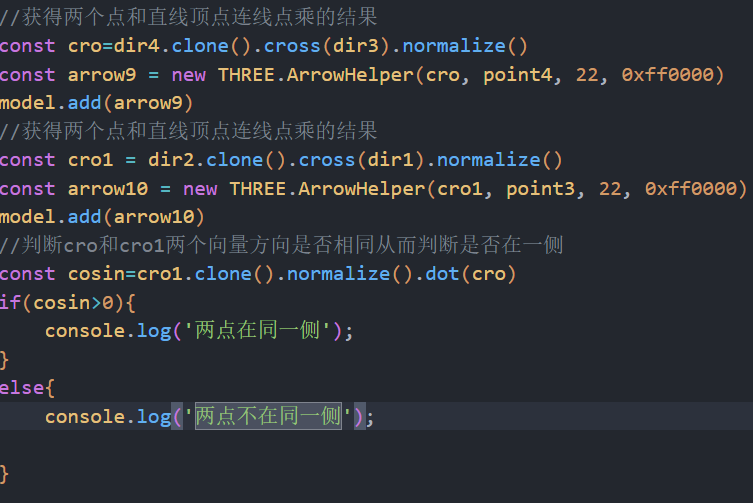 //获得两个点和直线顶点连线点乘的结果
const cro=dir4.clone().cross(dir3).normalize()
const arrow9 = new THREE.ArrowHelper(cro, point4, 22, 0xff0000)
model.add(arrow9)
//获得两个点和直线顶点连线点乘的结果
const cro1 = dir2.clone().cross(dir1).normalize()
const arrow10 = new THREE.ArrowHelper(cro1, point3, 22, 0xff0000)
model.add(arrow10)
//判断cro和cro1两个向量方向是否相同从而判断是否在一侧
const cosin=cro1.clone().normalize().dot(cro)
if(cosin>0){
    console.log('两点在同一侧');
}
else{
    console.log('两点不在同一侧');
}